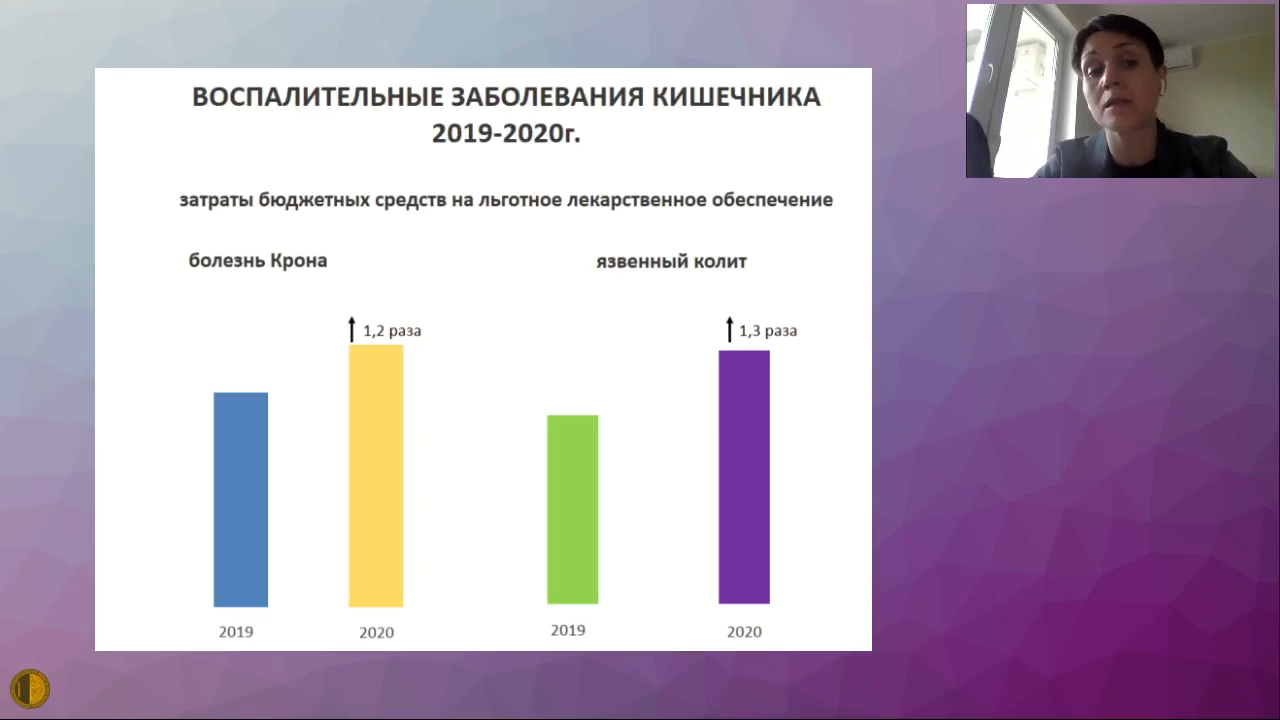 ВОСПАЛИТЕЛЬНЫЕ ЗАБОЛЕВАНИЯ КИШЕЧНИКА
2019-2020г.
затраты бюджетных средств на льготное лекарственное обеспечение
болезнь Крона
язвенный колит
1,2 раза
1,3 раза
2019
2020
2019
2020